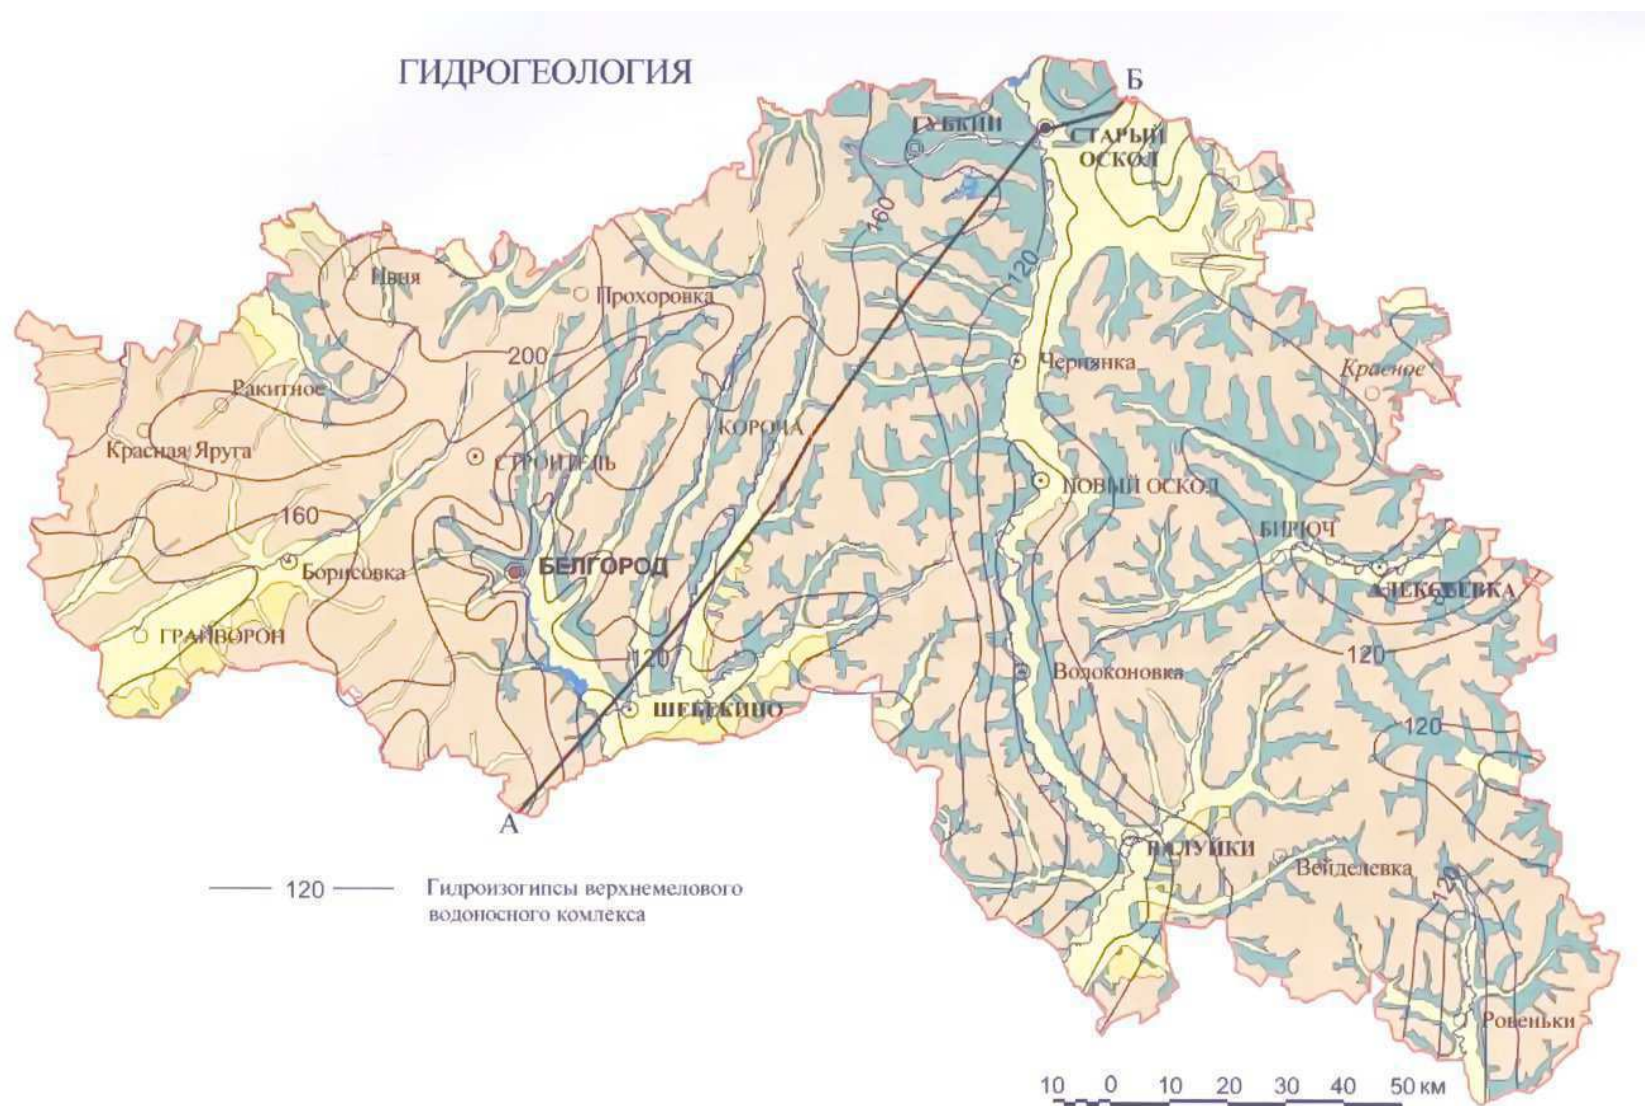 ГИДРОГЕОЛОГИЯ
Б
ГУБКИН
СТАРЫЙ
ОСКОЛ
160
120
Ивня
Прохоровка
200
Чернянка
Красное
Ракитное
КОРОЧА
Красная Яруга
СТРОИТЕЛЬ
НОВЫЙ ОСКОЛ
160
БИРЮЧ
БЕЛГОРОД
Борисовка
АЛЕКСЕЕВКА
ГРАЙВОРОН
120
120
Волоконовка
ШЕБЕКИНО
120
А
ВАЛУЙКИ
Вейделевка
120
120
Гидроизогипсы верхнемелового
водоносного комлекса
Ровеньки
10 0 10 20 30 40 50 км